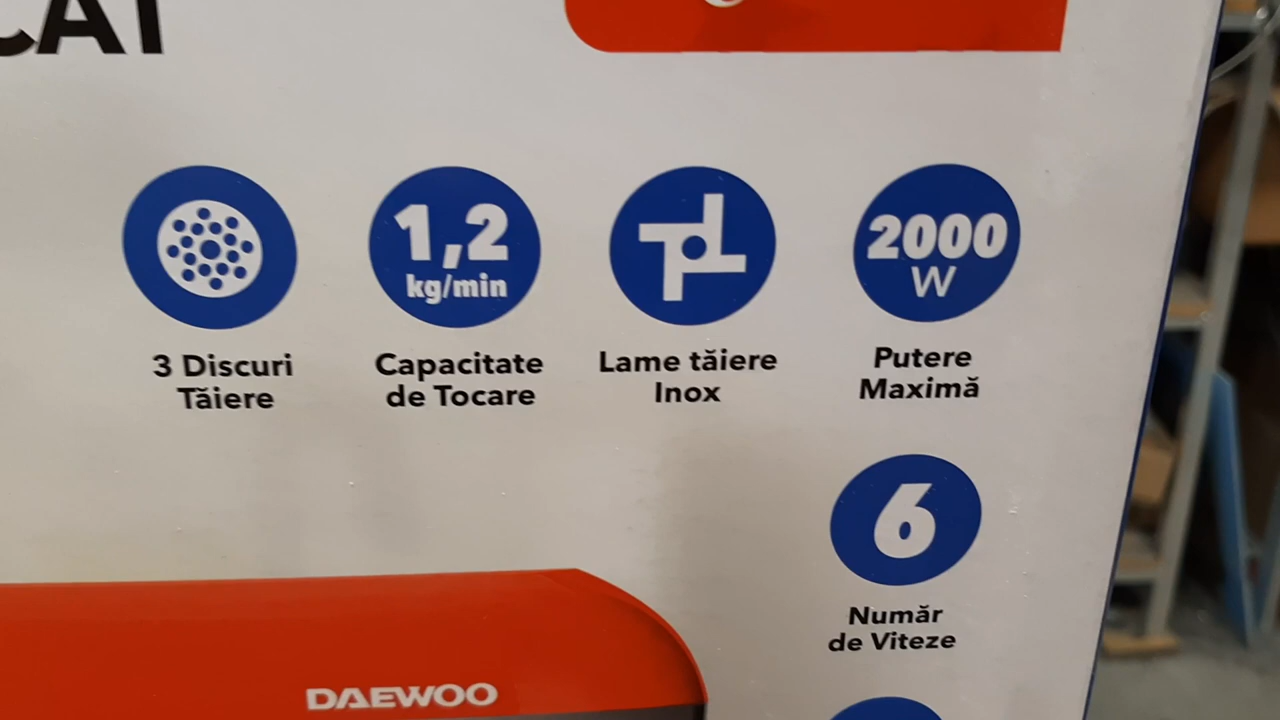 CAT
1,2
kg/min
2000
W
3 Discuri
Tăiere
Capacitate
de Tocare
Lame tăiere
Inox
Putere
Maximă
6
Număr
de Viteze
DAEWOO